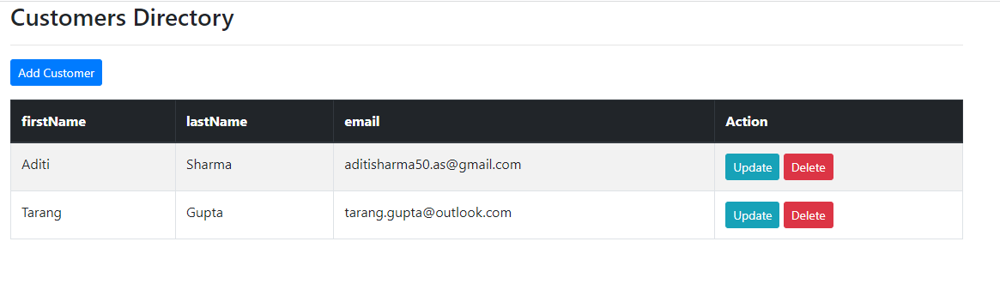 Customers Directory
Add Customer
firstName lastName email Action
Aditi Sharma aditisharma50.as@gmail.com Update Delete
Tarang Gupta tarang.gupta@outlook.com Update Delete